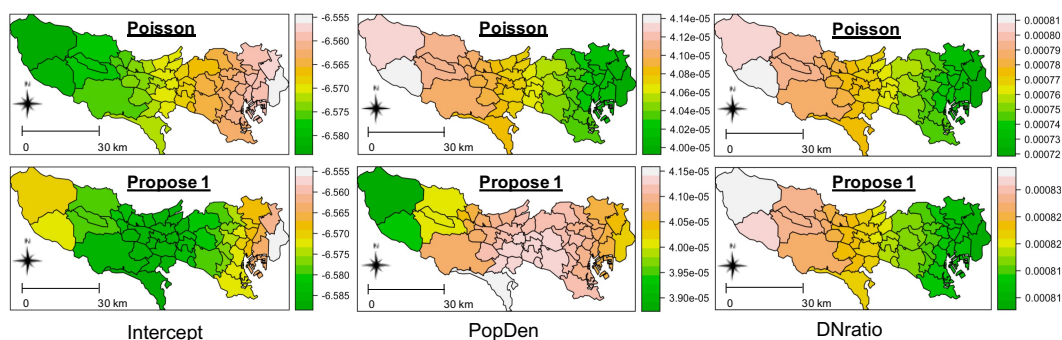 Poisson
N
0
30 km
-6.555
-6.560
-6.565
-6.570
-6.575
-6.580
Poisson
N
0
30 km
4.14e-05
4.12e-05
4.10e-05
4.08e-05
4.06e-05
4.04e-05
4.02e-05
4.00e-05
Poisson
N
0
30 km
0.00081
0.00080
0.00079
0.00078
0.00077
0.00076
0.00075
0.00074
0.00073
0.00072
Propose 1
N
0
30 km
-6.555
-6.560
-6.565
-6.570
-6.575
-6.580
-6.585
Propose 1
N
0
30 km
4.15e-05
4.10e-05
4.05e-05
4.00e-05
3.95e-05
3.90e-05
Propose 1
N
0
30 km
0.00083
0.00082
0.00082
0.00081
0.00081
Intercept
PopDen
DNratio